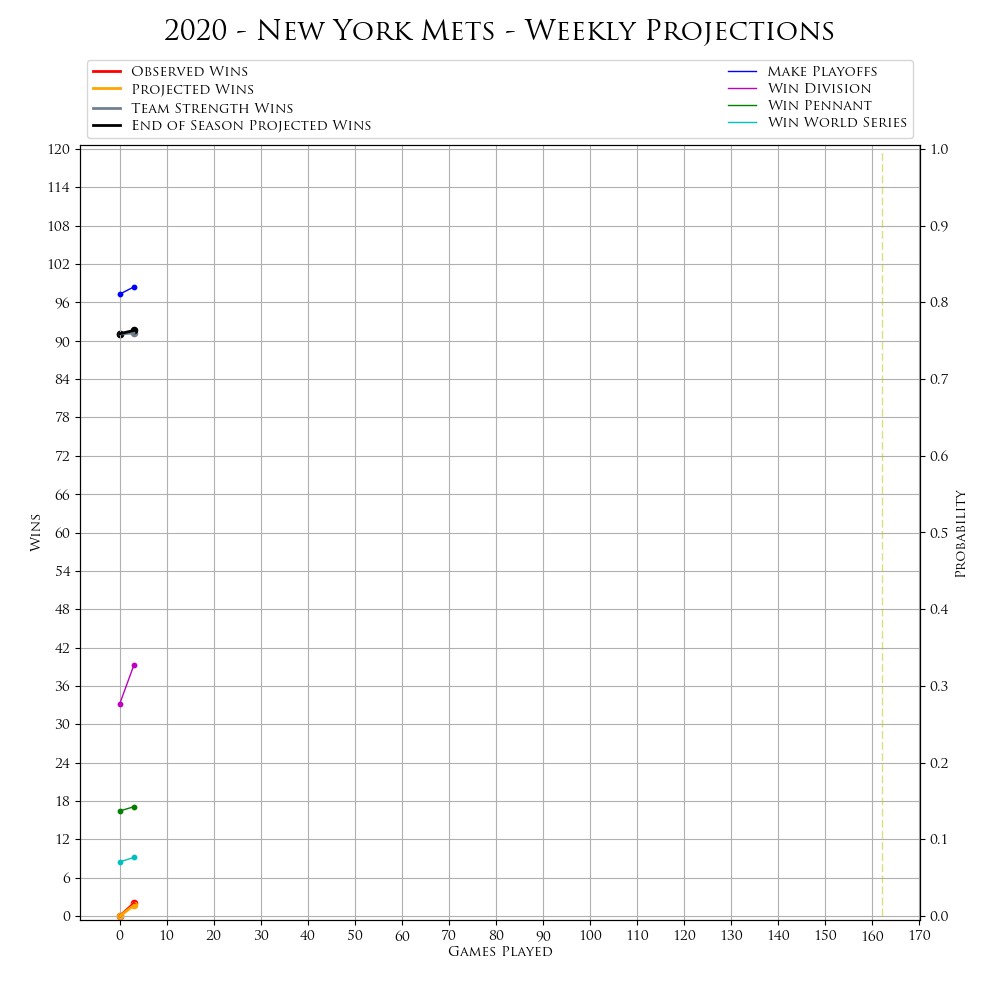 2020 - New York Mets - Weekly Projections
Observed Wins
Projected Wins
Team Strength Wins
End of Season Projected Wins
Make Playoffs
Win Division
Win Pennant
Win World Series
120
114
108
102
96
90
84
78
72
66
60
54
48
42
36
30
24
18
12
6
0
Wins
1.0
0.9
0.8
0.7
0.6
0.5
0.4
0.3
0.2
0.1
0.0
Probability
0 10 20 30 40 50 60 70 80 90 100 110 120 130 140 150 160 170
Games Played